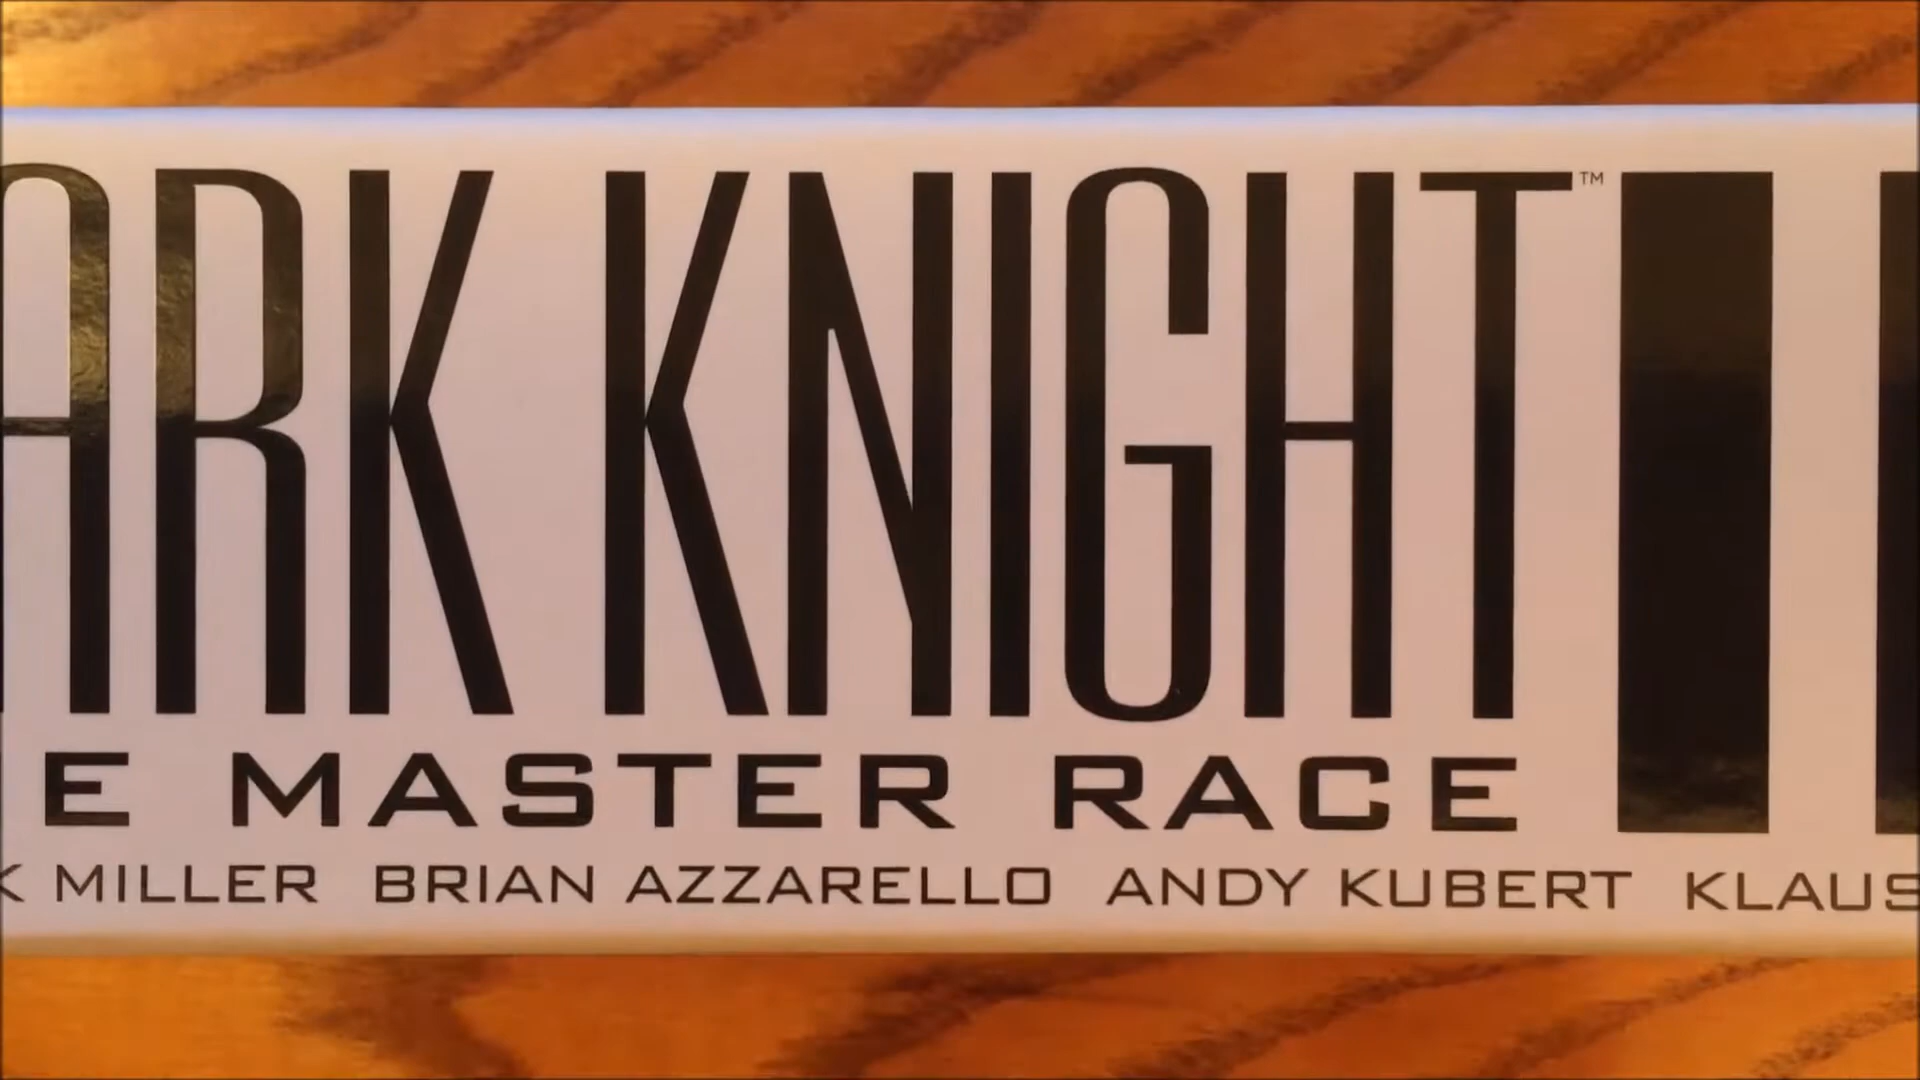 ARK KNIGHT™ I
E MASTER RACE
K MILLER BRIAN AZZARELLO ANDY KUBERT KLAUS